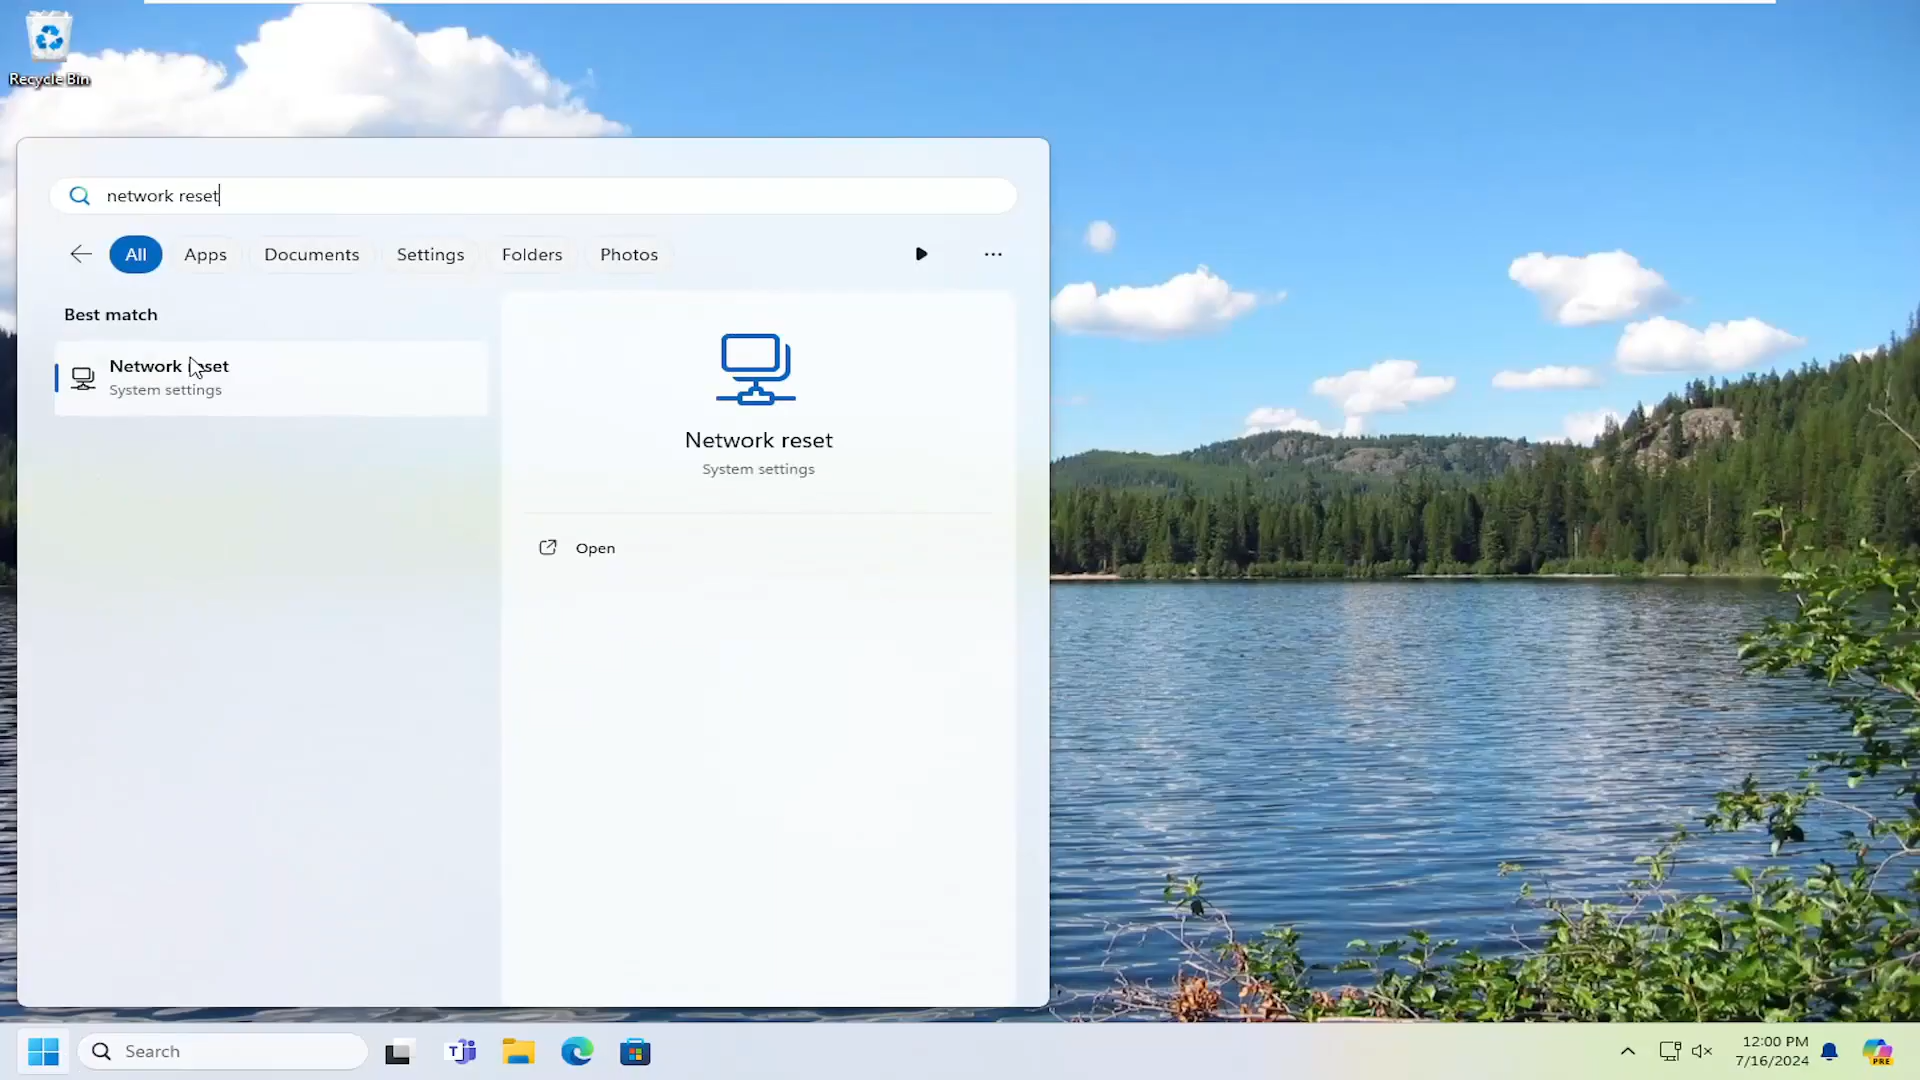 Recycle Bin
network reset
All
Apps
Documents
Settings
Folders
Photos
Best match
Network reset
System settings
Network reset
System settings
Open
Search
12:00 PM
7/16/2024
PRE